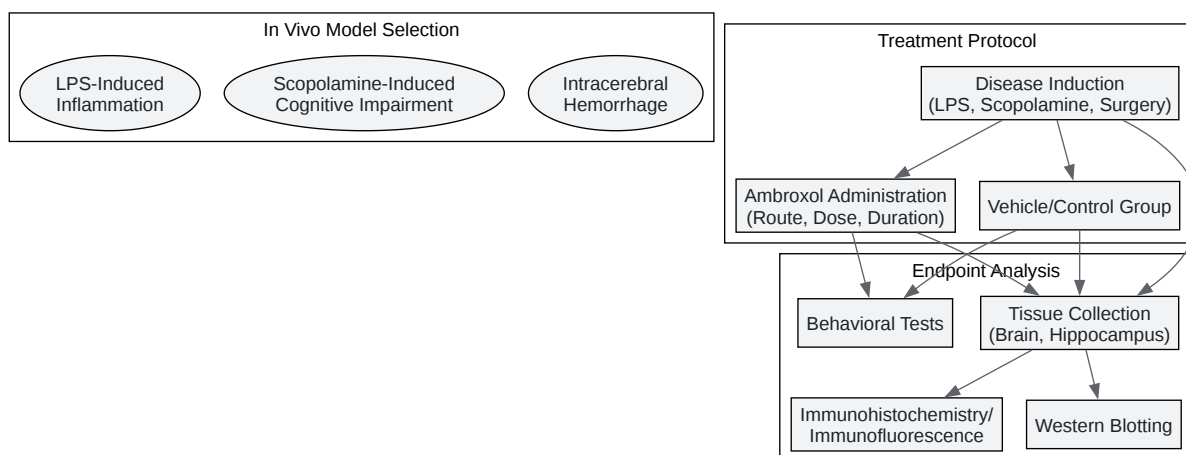 In Vivo Model Selection
LPS-Induced
Inflammation
Scopolamine-Induced
Cognitive Impairment
Intracerebral
Hemorrhage
Treatment Protocol
Disease Induction
(LPS, Scopolamine, Surgery)
Ambroxol Administration
(Route, Dose, Duration)
Vehicle/Control Group
Endpoint Analysis
Behavioral Tests
Tissue Collection
(Brain, Hippocampus)
Immunohistochemistry/
Immunofluorescence
Western Blotting